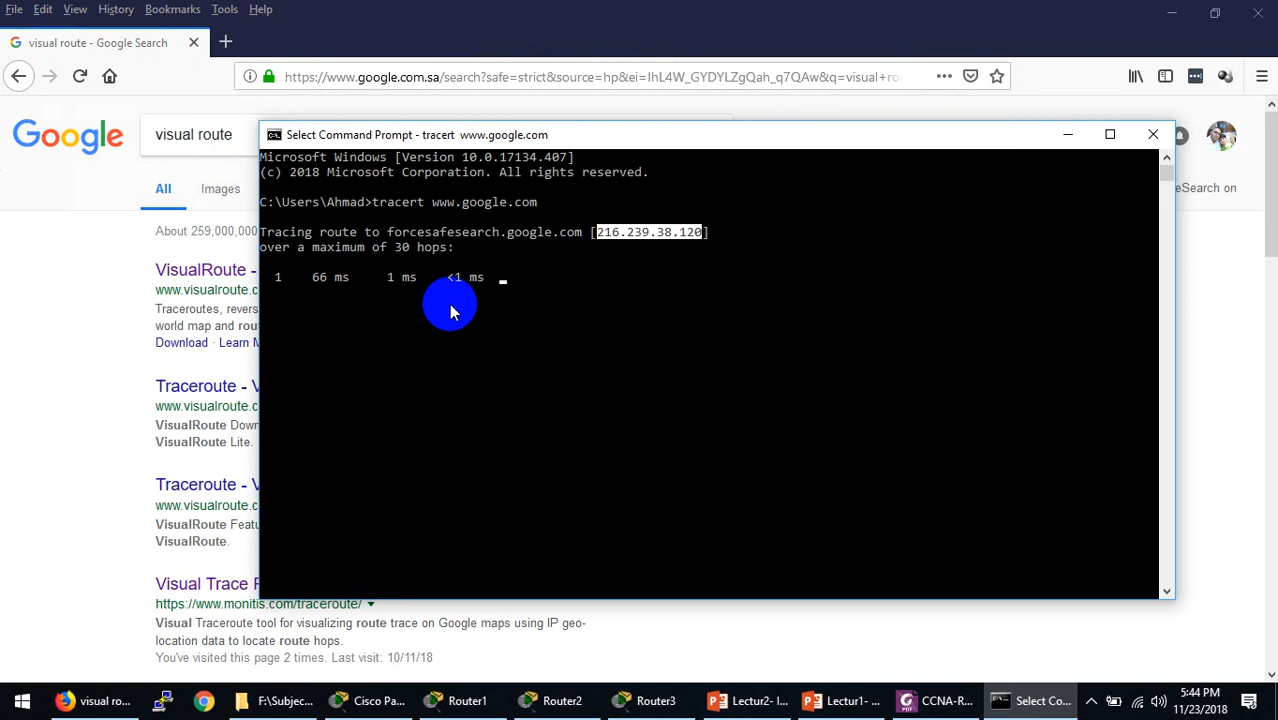 File Edit View History Bookmarks Tools Help
visual route - Google Search
https://www.google.com.sa/search?safe=strict&source=hp&ei=IhL4W_GYDYLZgQah_q7QAw&q=visual+ro
Google
visual route
All Images
eSearch on
About 259,000,000
VisualRoute -
www.visualroute.c
Traceroutes, revers
world map and rout
Download · Learn M
Traceroute - V
www.visualroute.c
VisualRoute Down
VisualRoute Lite.
Traceroute - V
www.visualroute.c
VisualRoute Featu
VisualRoute.
Visual Trace R
https://www.monitis.com/traceroute/
Visual Traceroute tool for visualizing route trace on Google maps using IP geo-
location data to locate route hops.
You've visited this page 2 times. Last visit: 10/11/18
Select Command Prompt - tracert www.google.com
Microsoft Windows [Version 10.0.17134.407]
(c) 2018 Microsoft Corporation. All rights reserved.
C:\Users\Ahmad>tracert www.google.com
Tracing route to forcesafesearch.google.com [216.239.38.120]
over a maximum of 30 hops:
1 66 ms 1 ms <1 ms
visual ro...
F:\Subjec...
Cisco Pa...
Router1
Router2
Router3
Lectur2- I...
Lectur1- ...
CCNA-R...
Select Co...
5:44 PM
11/23/2018